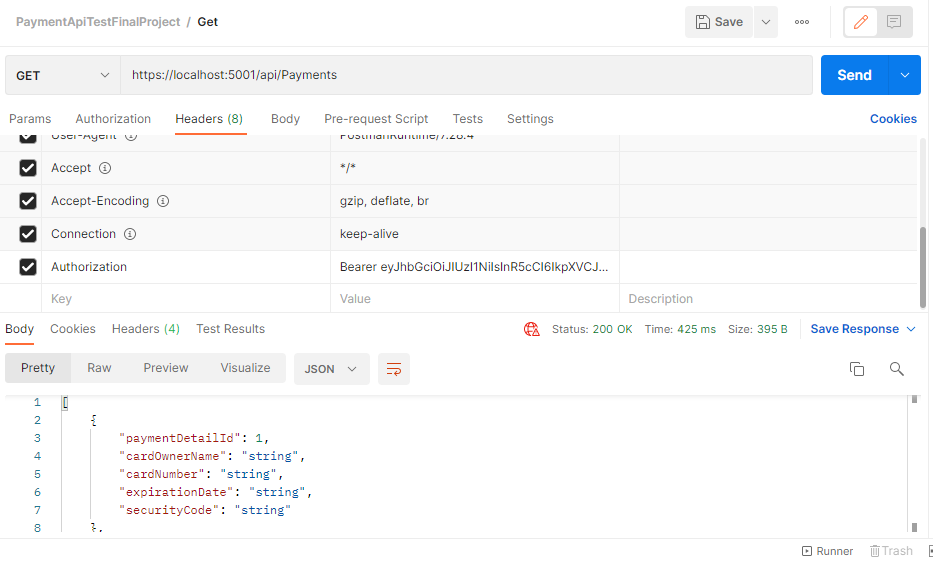 PaymentApiTestFinalProject / Get
Save
GET https://localhost:5001/api/Payments
Send
Params Authorization Headers (8) Body Pre-request Script Tests Settings Cookies
User-Agent PostmanRuntime/7.28.4
Accept */*
Accept-Encoding gzip, deflate, br
Connection keep-alive
Authorization Bearer eyJhbGciOiJIUzI1NiIsInR5cCI6IkpXVCJ...
Key Value Description
Body Cookies Headers (4) Test Results Status: 200 OK Time: 425 ms Size: 395 B Save Response
Pretty Raw Preview Visualize JSON
1 [
2 {
3 "paymentDetailId": 1,
4 "cardOwnerName": "string",
5 "cardNumber": "string",
6 "expirationDate": "string",
7 "securityCode": "string"
8 },
Runner Trash